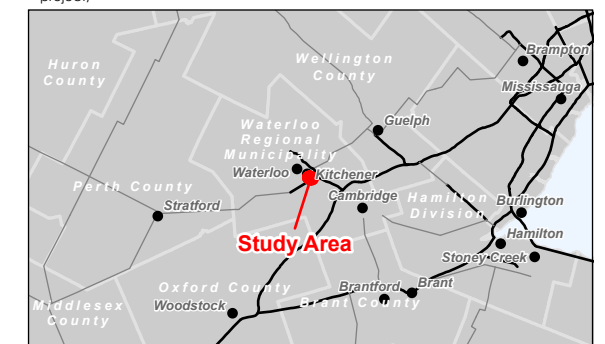 project)
Brampton
Huron
County
Wellington
County
Mississauga
Guelph
Waterloo
Regional
Municipality
Waterloo
Kitchener
Perth County
Cambridge
Hamilton
Division
Burlington
Stratford
Hamilton
Study Area
Stoney Creek
Oxford County
Brantford
Brant
Middlesex
County
Woodstock
Brant County